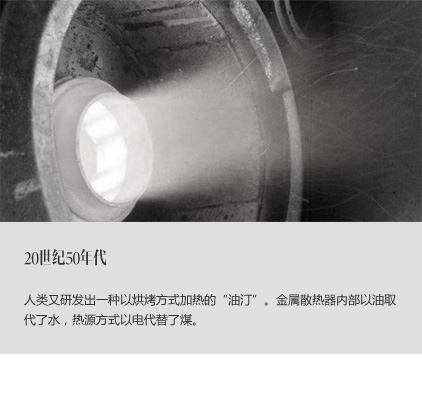 20世纪50年代
人类又研发出一种以烘烤方式加热的“油汀”。金属散热器内部以油取
代了水，热源方式以电代替了煤。